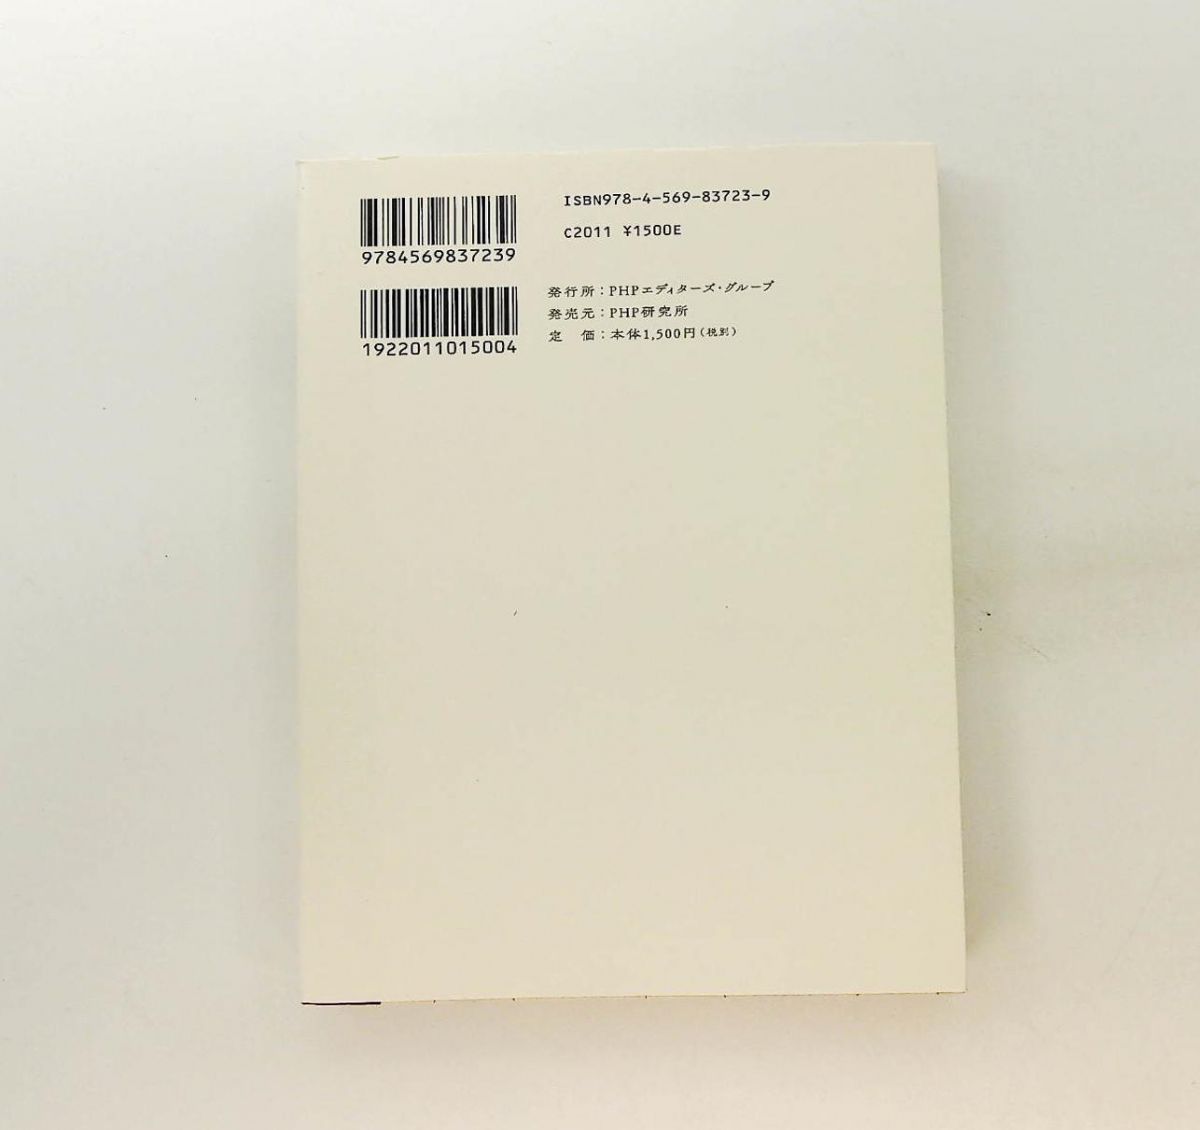 9784569837239
1922011015004
ISBN978-4-569-83723-9
C2011 ¥1500E
発行所：PHPエディターズ・グループ
発売元：PHP研究所
定　価：本体1,500円（税別）